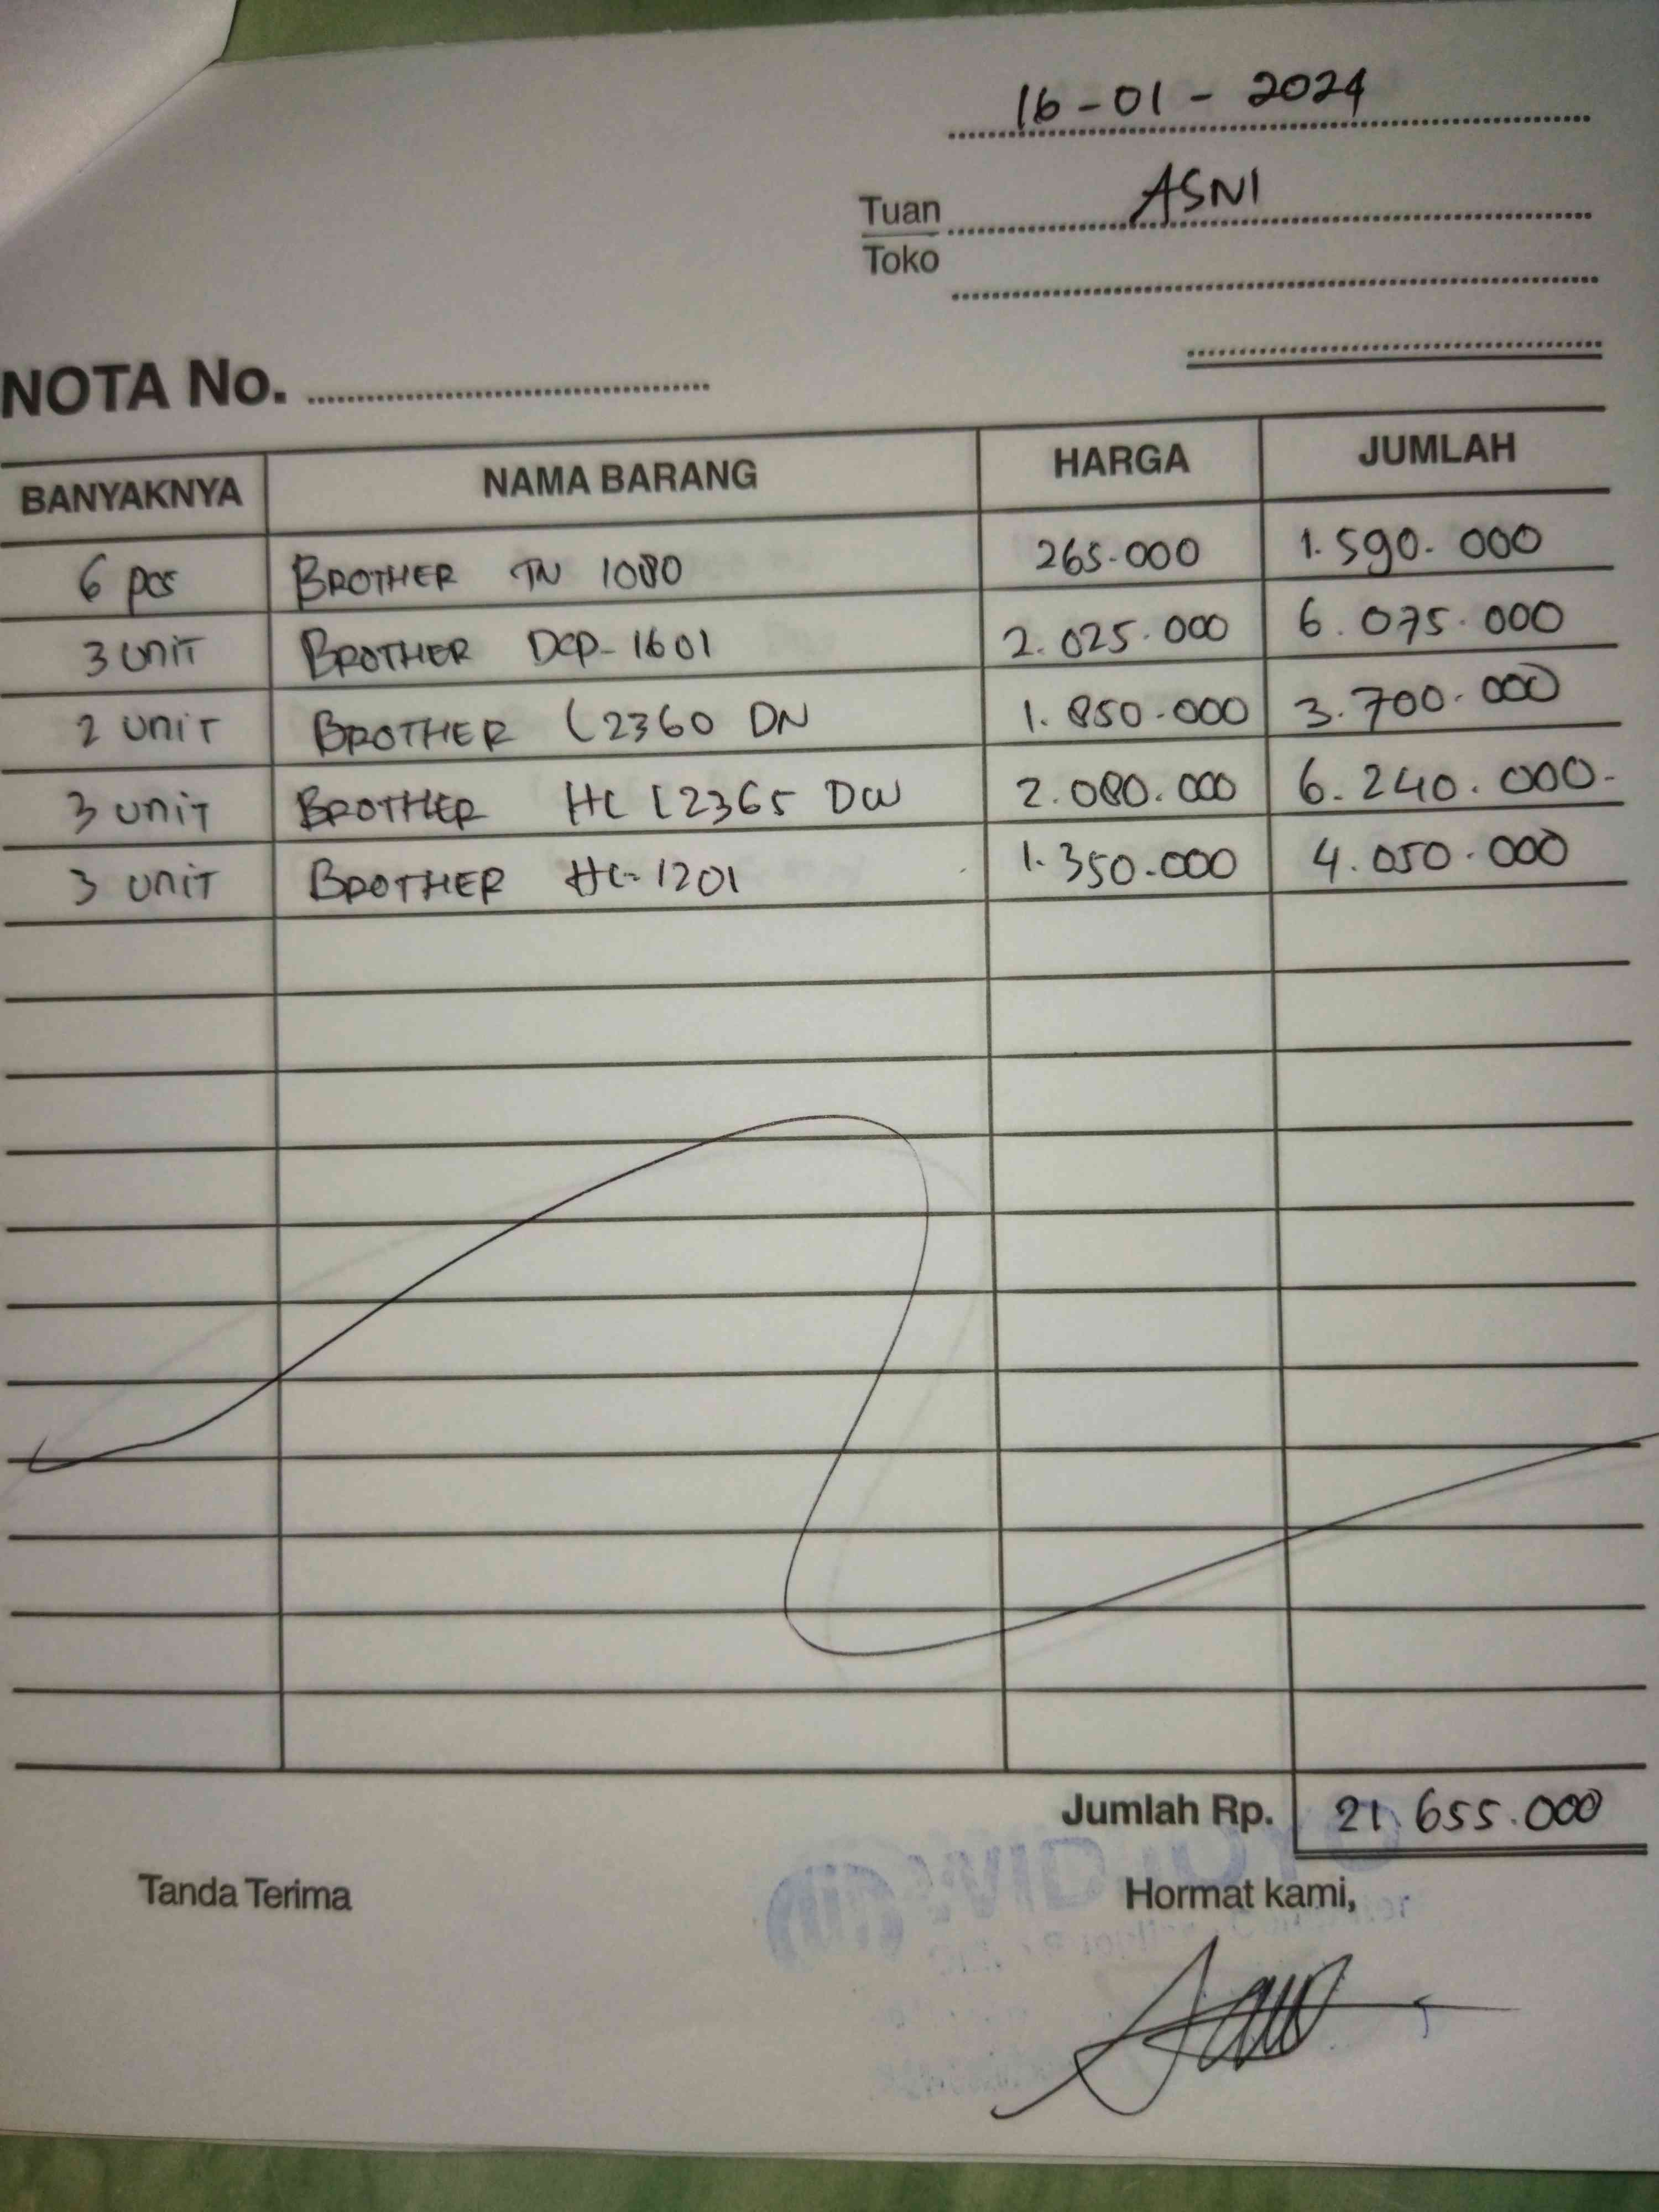 16-01-2024
Tuan ASNI
Toko
NOTA No.
BANYAKNYA NAMA BARANG HARGA JUMLAH
6 pcs BROTHER TN 1080 265.000 1.590.000
3 UNIT BROTHER DCP-1601 2.025.000 6.075.000
2 UNIT BROTHER L2360 DN 1.850.000 3.700.000
3 UNIT BROTHER HL L2365 DW 2.080.000 6.240.000.
3 UNIT BROTHER HL-1201 1.350.000 4.050.000
Jumlah Rp. 21.655.000
Tanda Terima Hormat kami,